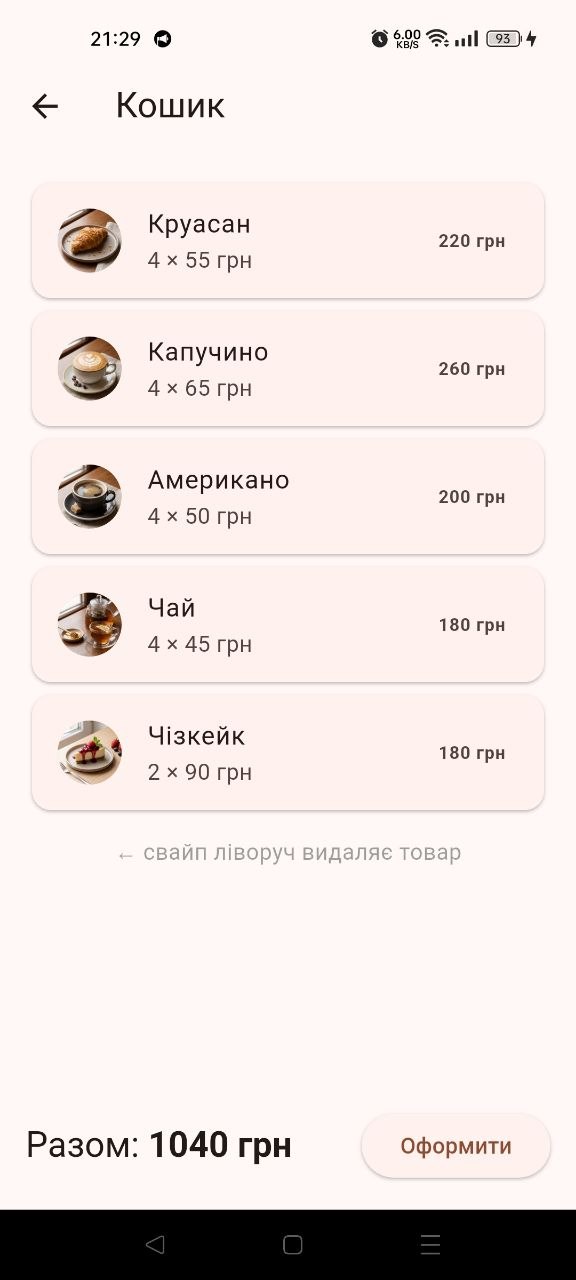 21:29
6.00 KB/S
93
Кошик
Круасан
4 × 55 грн
220 грн
Капучино
4 × 65 грн
260 грн
Американо
4 × 50 грн
200 грн
Чай
4 × 45 грн
180 грн
Чізкейк
2 × 90 грн
180 грн
← свайп ліворуч видаляє товар
Разом: 1040 грн
Оформити